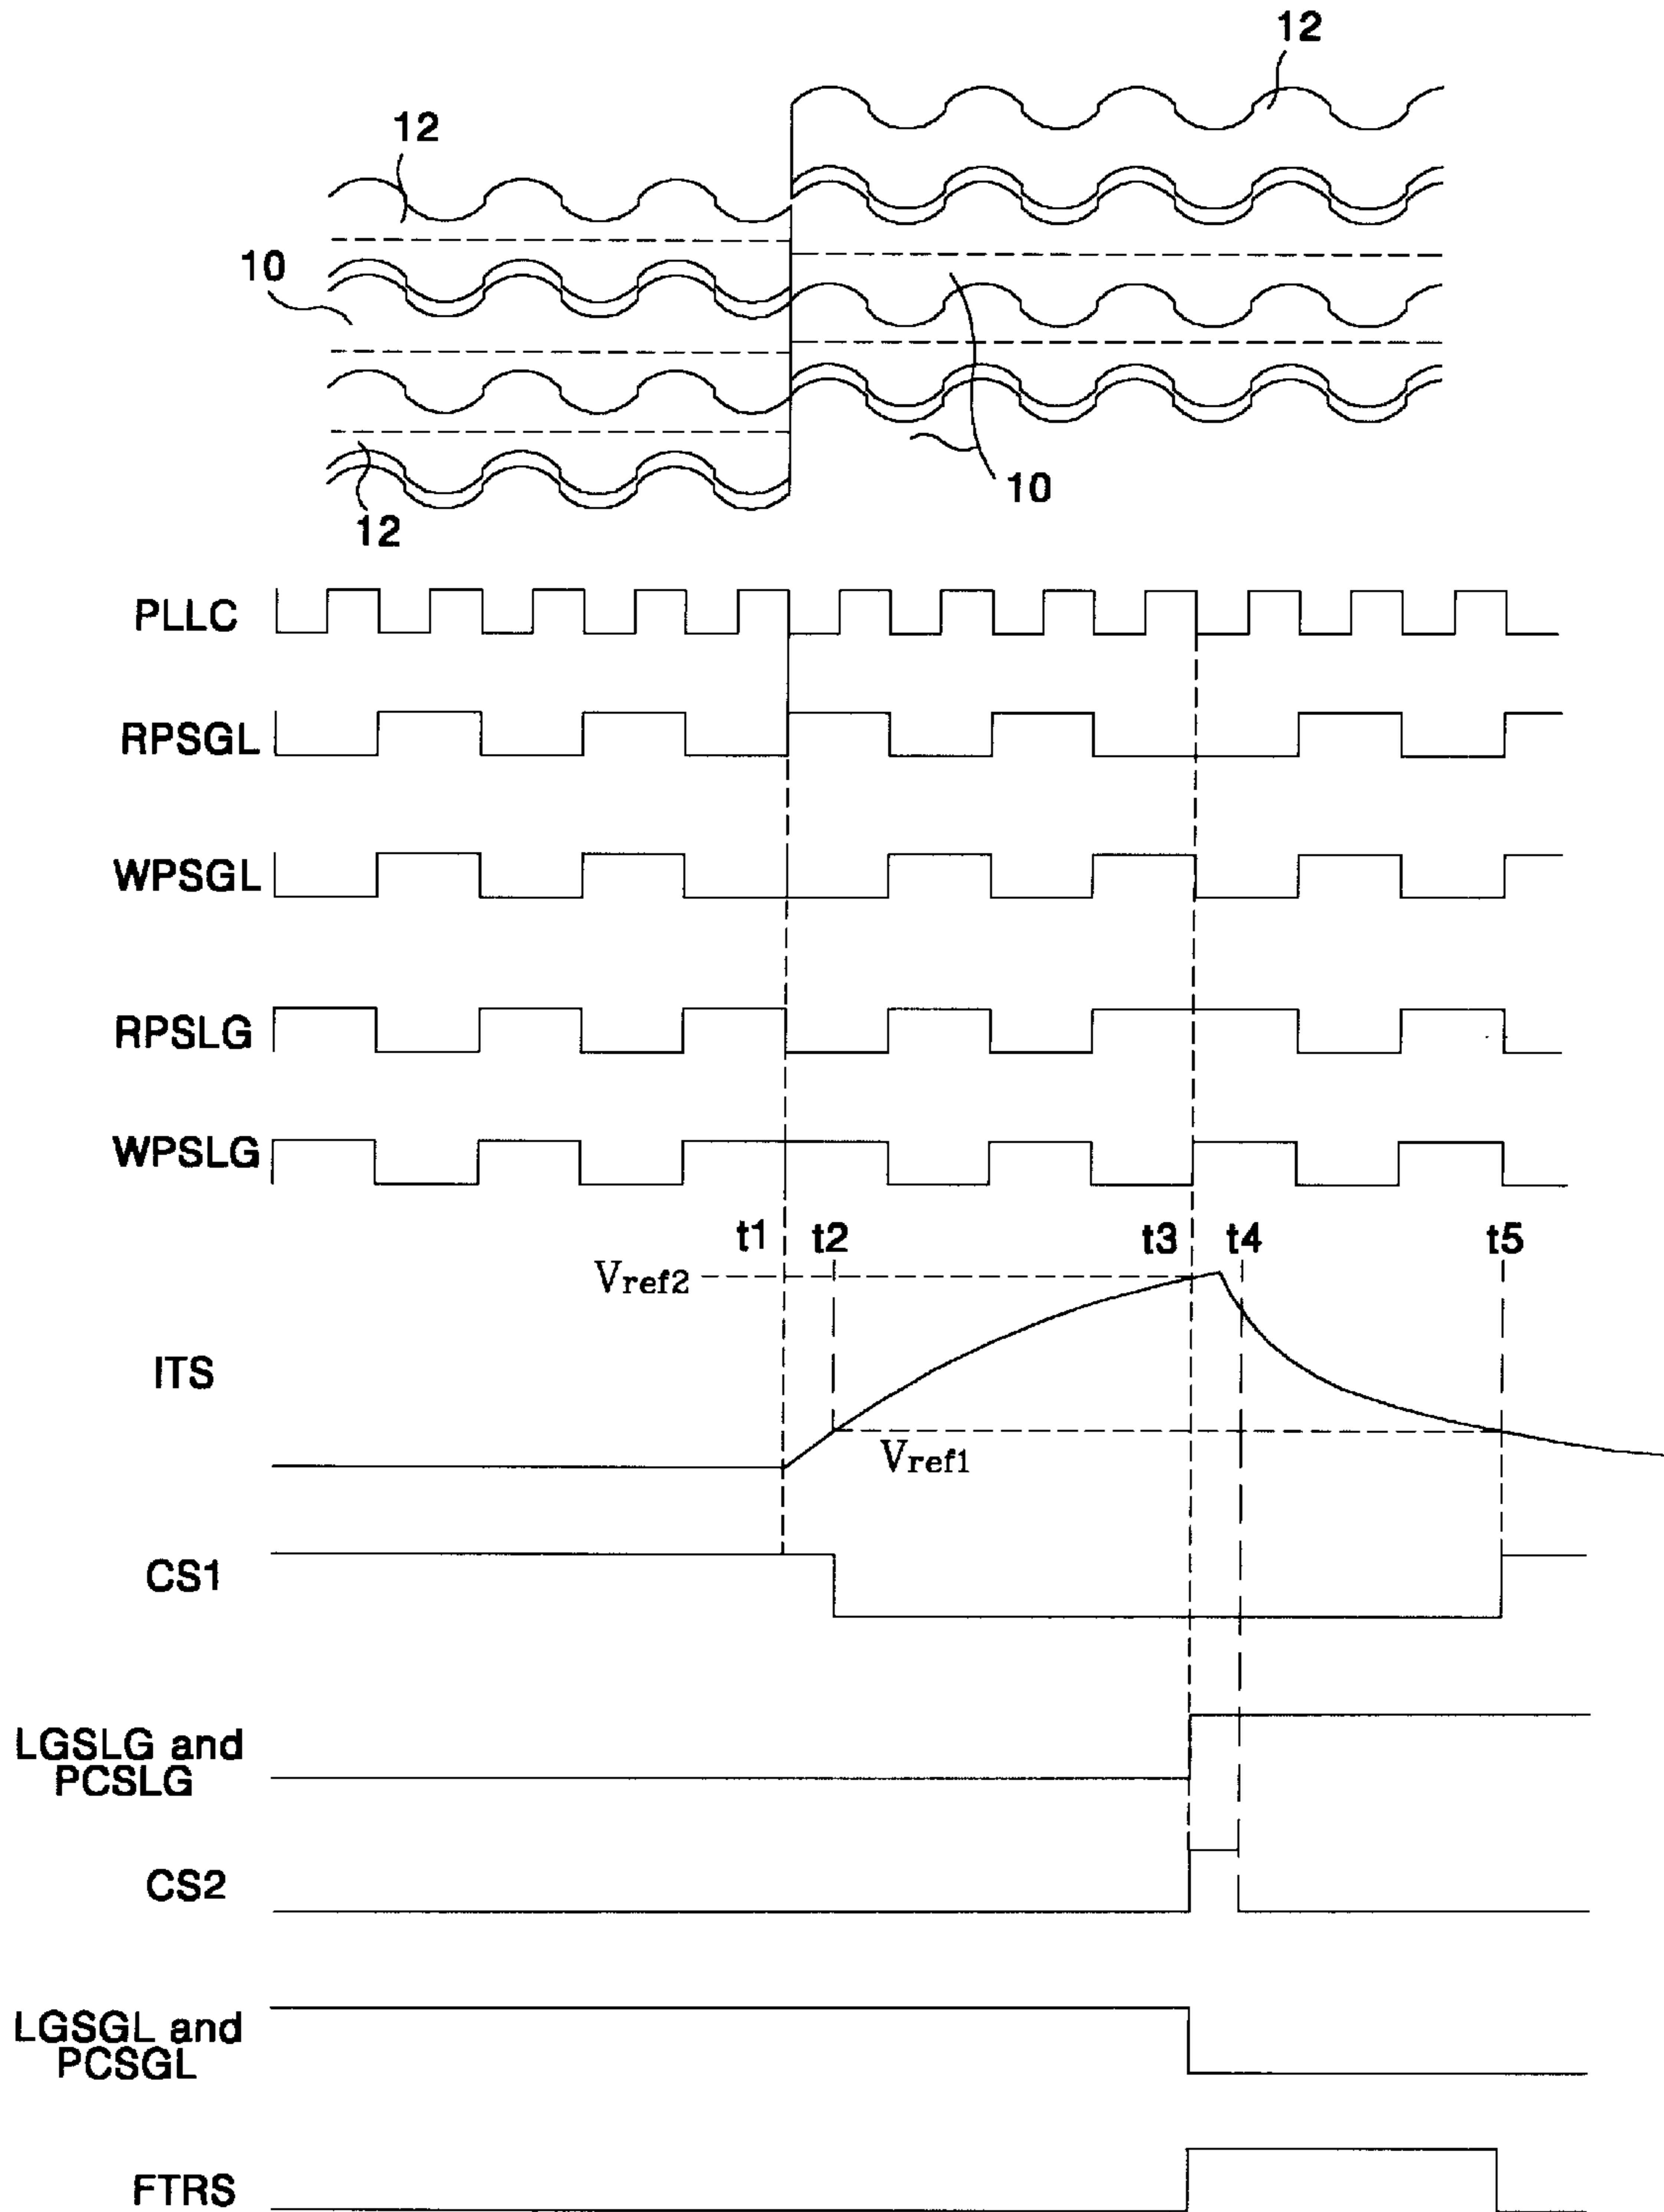 12
12
10
10
12
PLLC
RPSGL
WPSGL
RPSLG
WPSLG
t1 t2 t3 t4 t5
Vref2
ITS
Vref1
CS1
LGSLG and
PCSLG
CS2
LGSGL and
PCSGL
FTRS